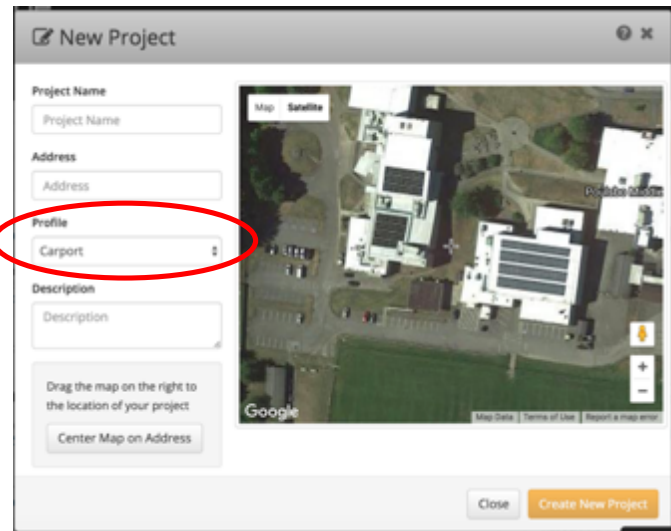 New Project
Project Name
Project Name
Address
Address
Profile
Carport
Description
Description
Drag the map on the right to
the location of your project
Center Map on Address
Map Satellite
Poulsbo Middle
Google
Map Data Terms of Use Report a map error
Close Create New Project